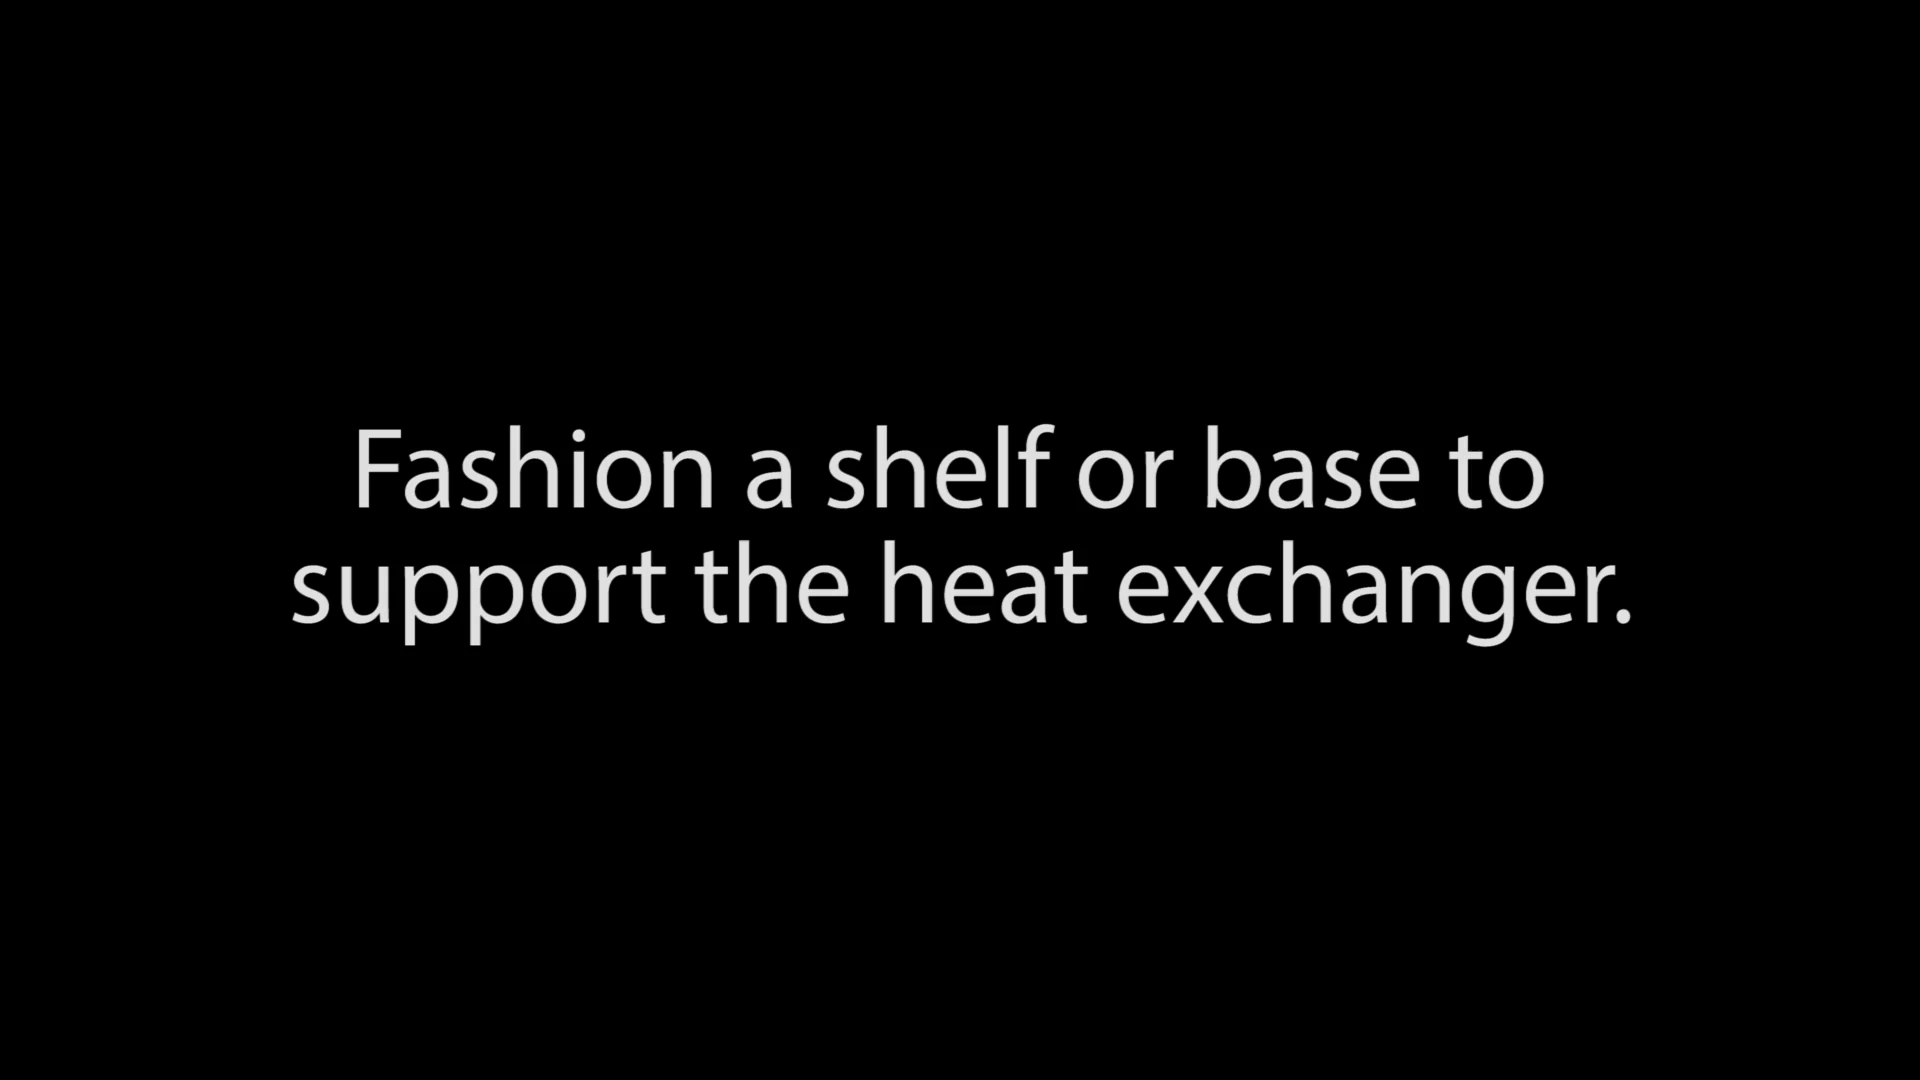 Fashion a shelf or base to
support the heat exchanger.